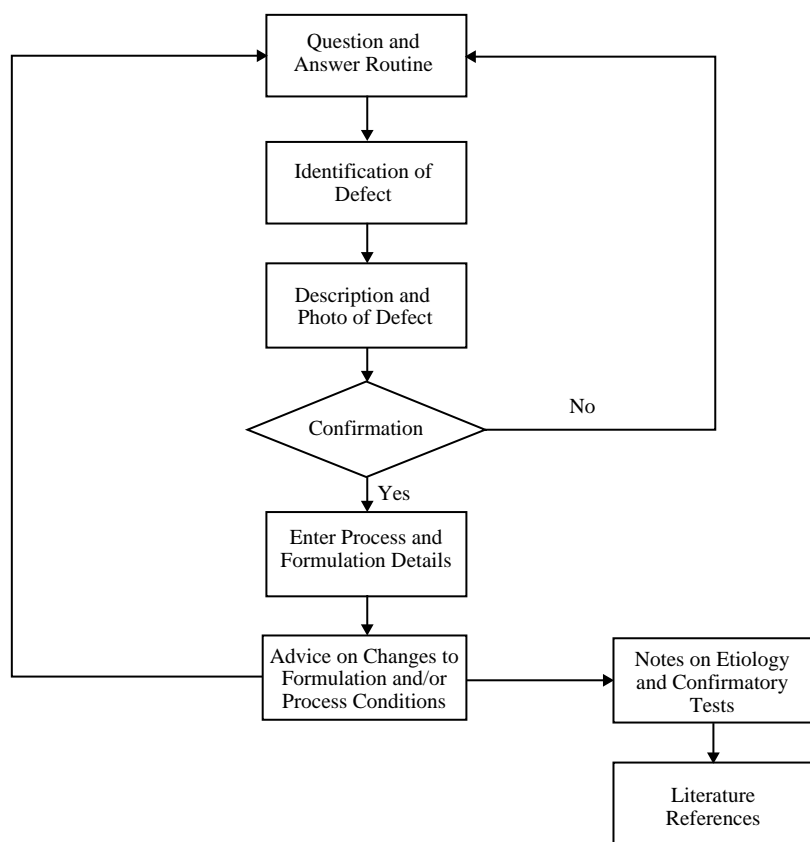 Question and
Answer Routine
Identification of
Defect
Description and
Photo of Defect
Confirmation
No
Yes
Enter Process and
Formulation Details
Advice on Changes to
Formulation and/or
Process Conditions
Notes on Etiology
and Confirmatory
Tests
Literature
References